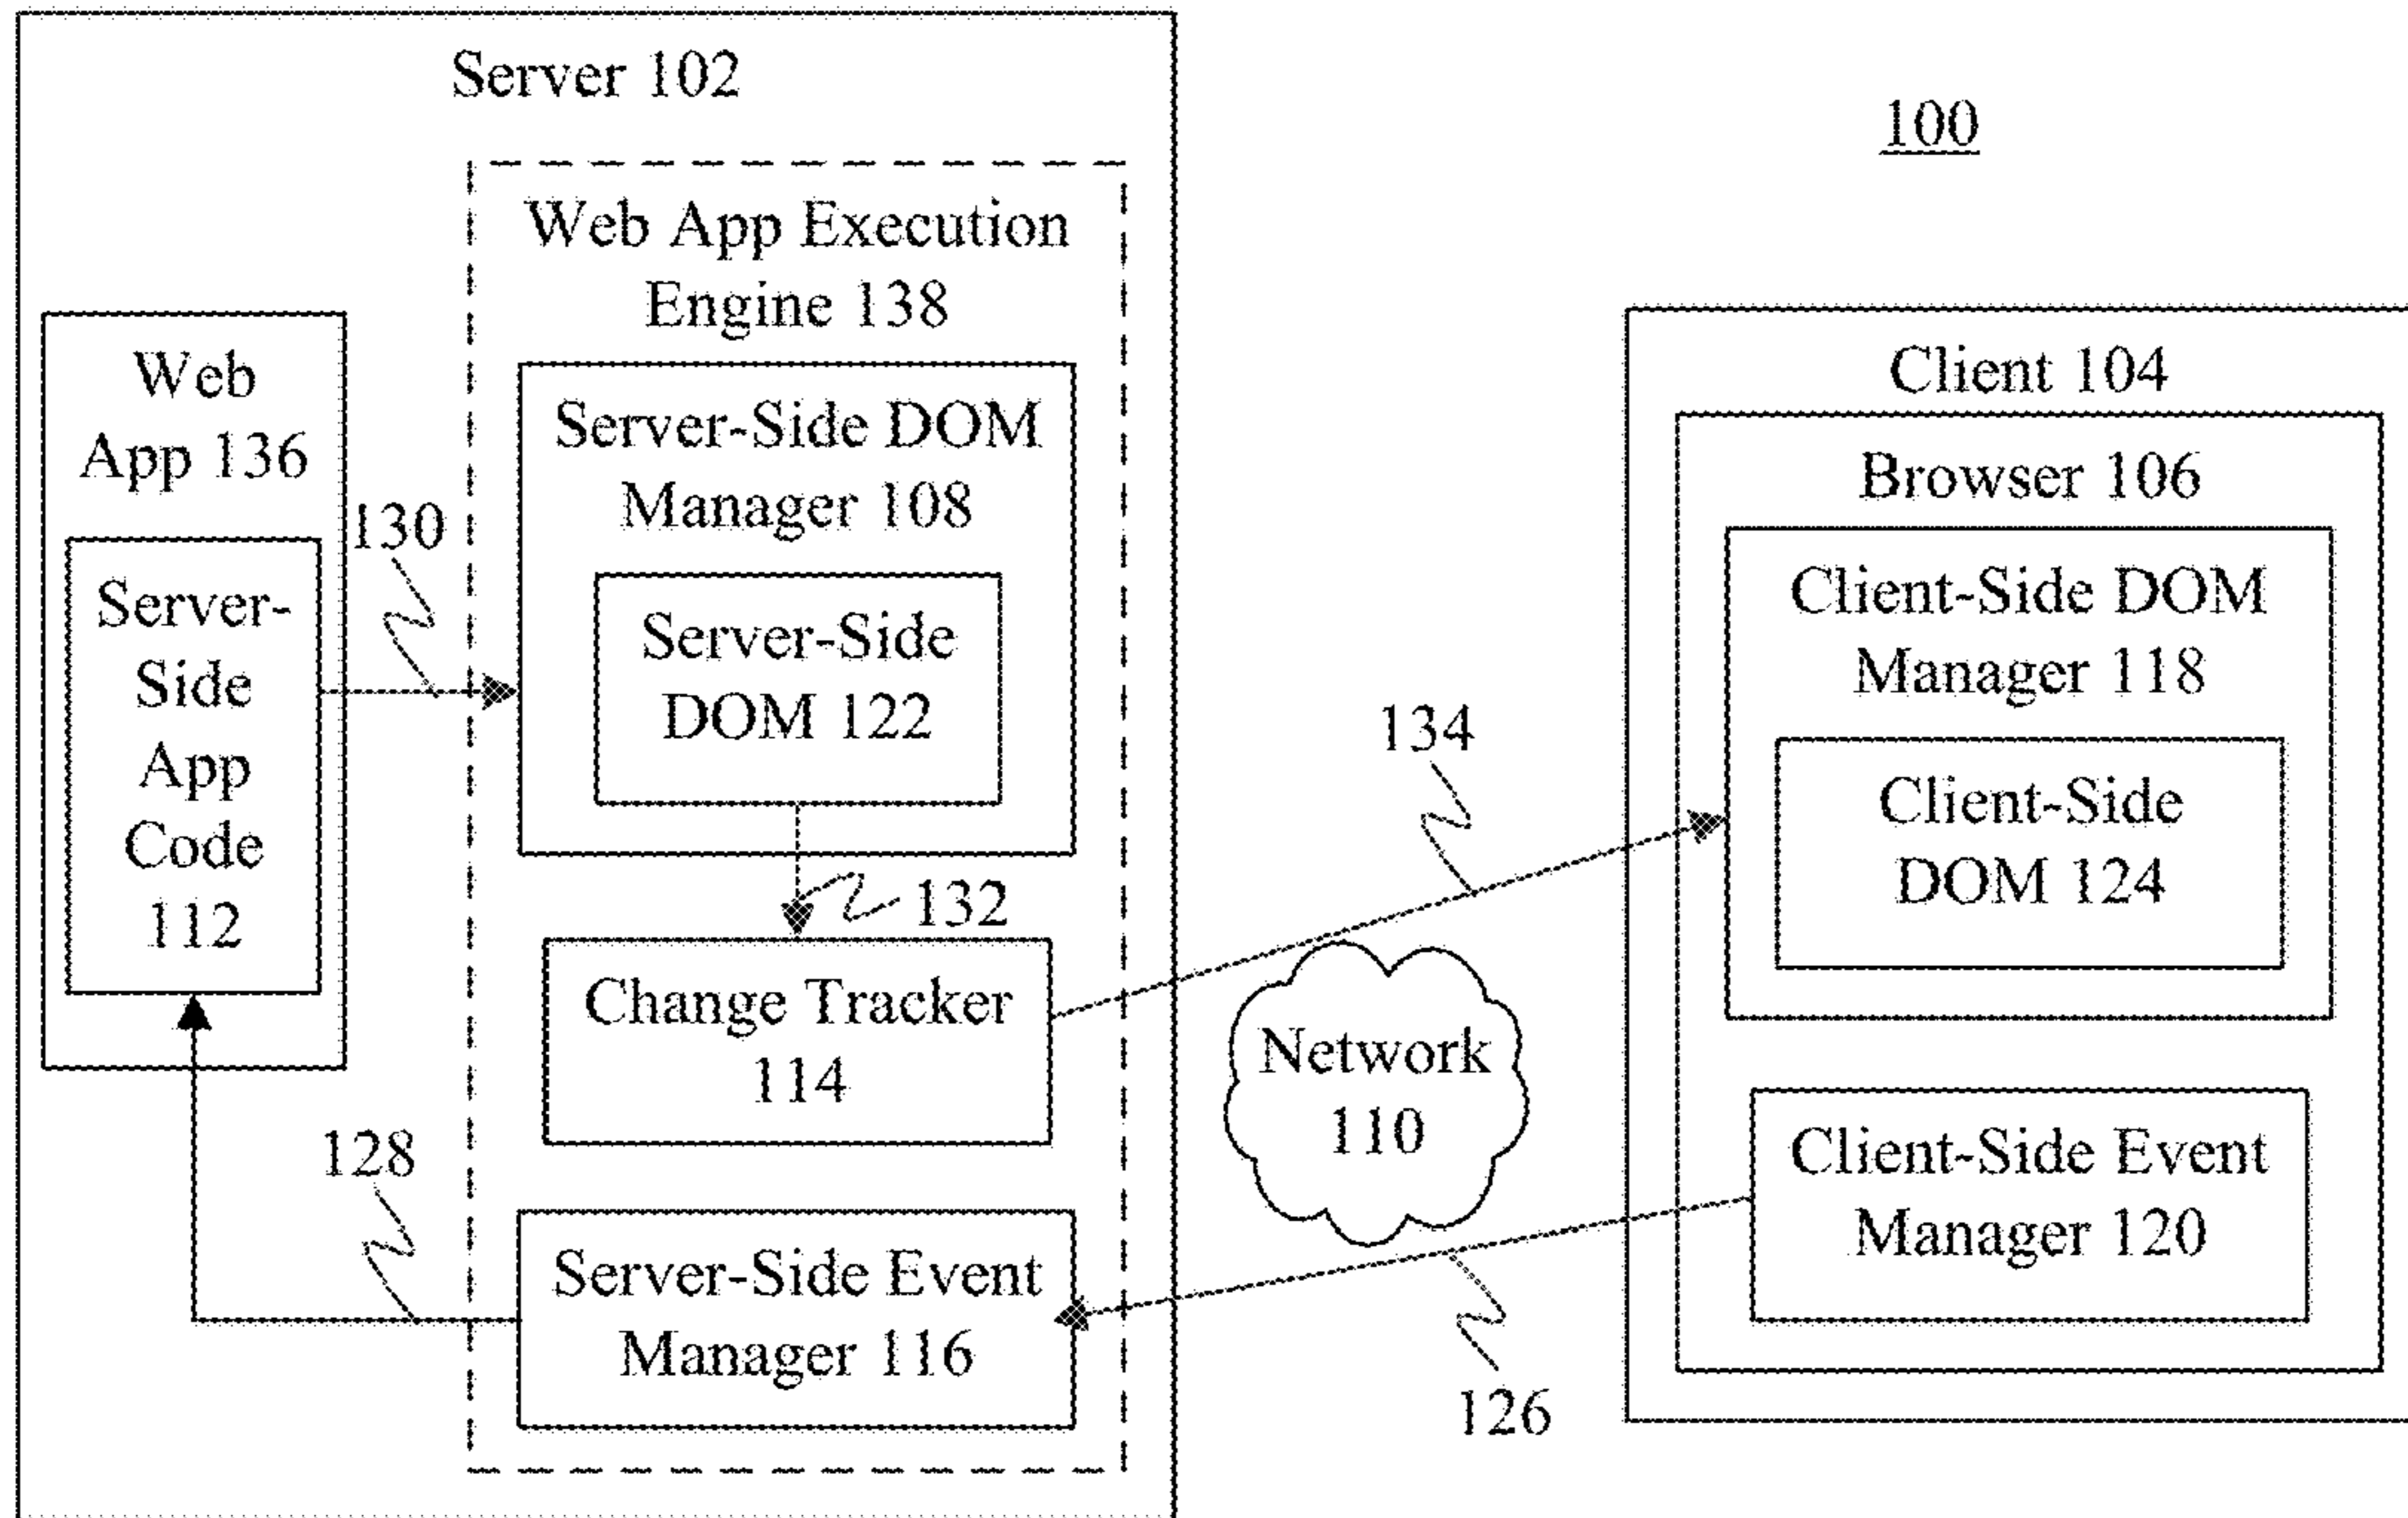 Server 102
100
Web App Execution
Engine 138
Web
App 136
Server-Side DOM
Manager 108
130
Server-
Side
App
Code
112
Server-Side
DOM 122
132
Change Tracker
114
128
Server-Side Event
Manager 116
134
Network
110
126
Client 104
Browser 106
Client-Side DOM
Manager 118
Client-Side
DOM 124
Client-Side Event
Manager 120